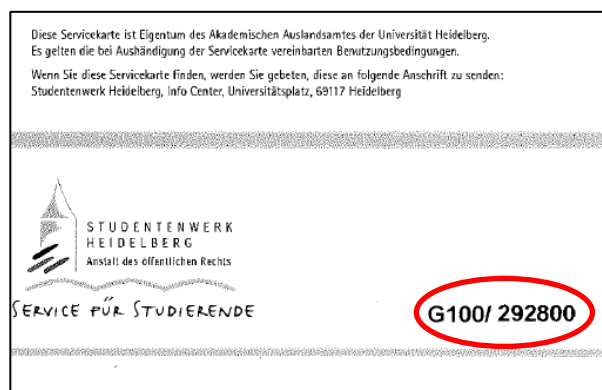 Diese Servicekarte ist Eigentum des Akademischen Auslandsamtes der Universität Heidelberg.
Es gelten die bei Aushändigung der Servicekarte vereinbarten Benutzungsbedingungen.
Wenn Sie diese Servicekarte finden, werden Sie gebeten, diese an folgende Anschrift zu senden:
Studentenwerk Heidelberg, Info Center, Universitätsplatz, 69117 Heidelberg
STUDENTENWERK
HEIDELBERG
Anstalt des öffentlichen Rechts
SERVICE FÜR STUDIERENDE
G100/ 292800